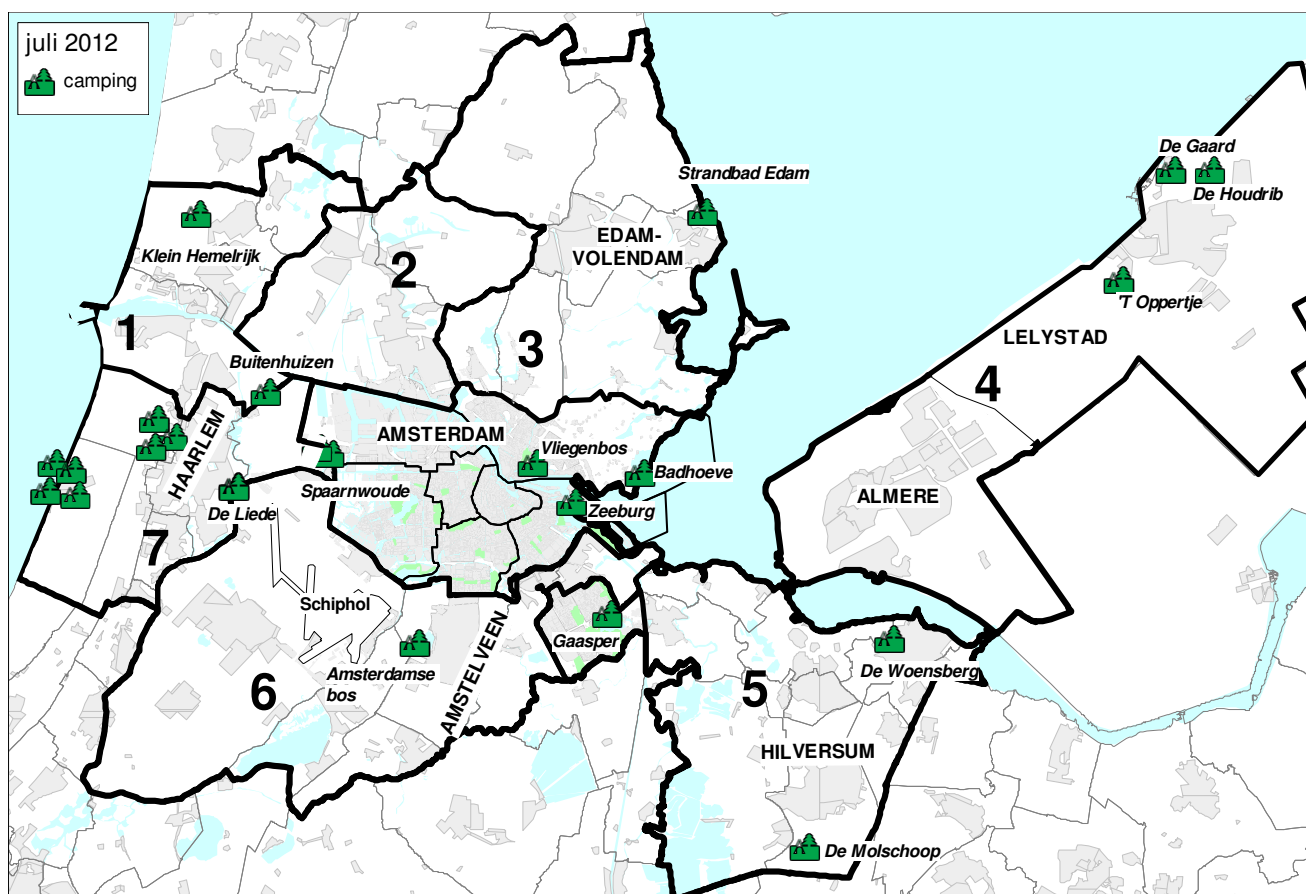 juli 2012
camping
De Gaard
De Houdrib
Strandbad Edam
EDAM-
VOLENDAM
Klein Hemelrijk
2
'T Oppertje
1
3
LELYSTAD
4
Buitenhuizen
AMSTERDAM
HAARLEM
Vliegenbos
Badhoeve
Spaarnwoude
De Liede
Zeeburg
ALMERE
7
Schiphol
Gaasper
AMSTELVEEN
Amsterdamse
bos
De Woensberg
6
5
HILVERSUM
De Molschoop